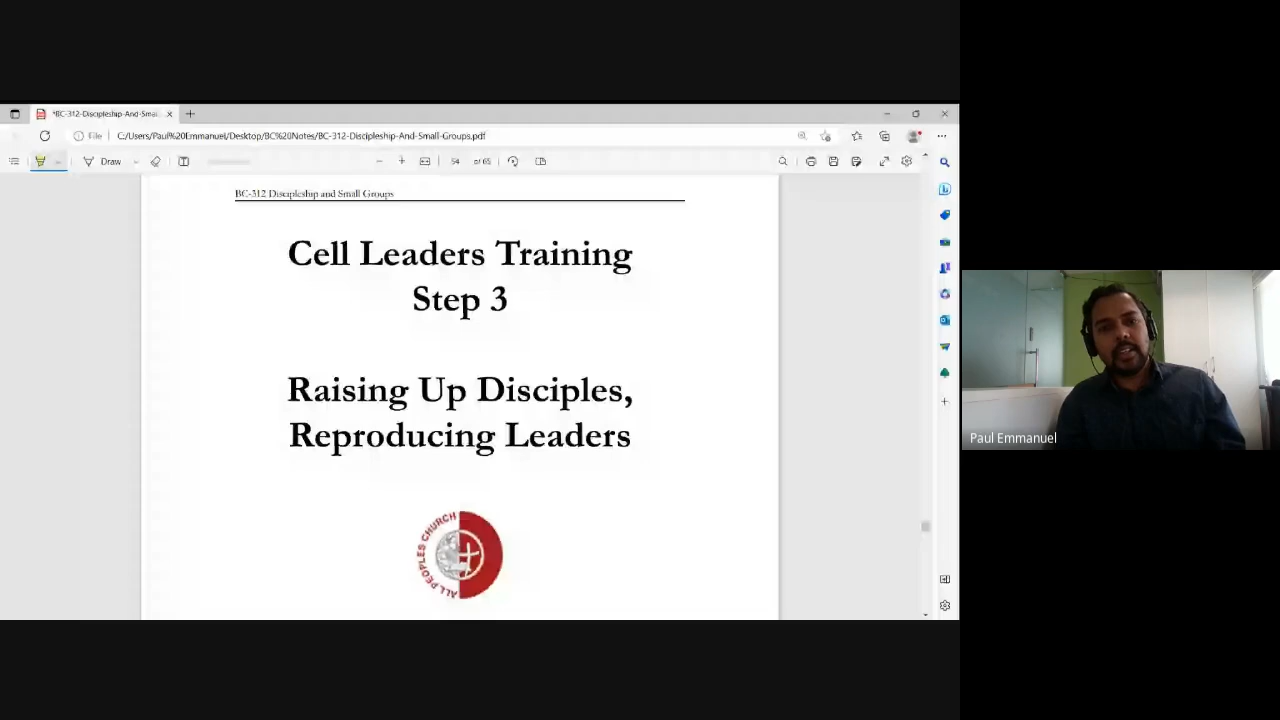 *BC-312-Discipleship-And-Smal
File
C:/Users/Paul%20Emmanuel/Desktop/BC%20Notes/BC-312-Discipleship-And-Small-Groups.pdf
Draw
54
of 65
BC-312 Discipleship and Small Groups
Cell Leaders Training
Step 3
Raising Up Disciples,
Reproducing Leaders
ALL PEOPLES CHURCH
Paul Emmanuel